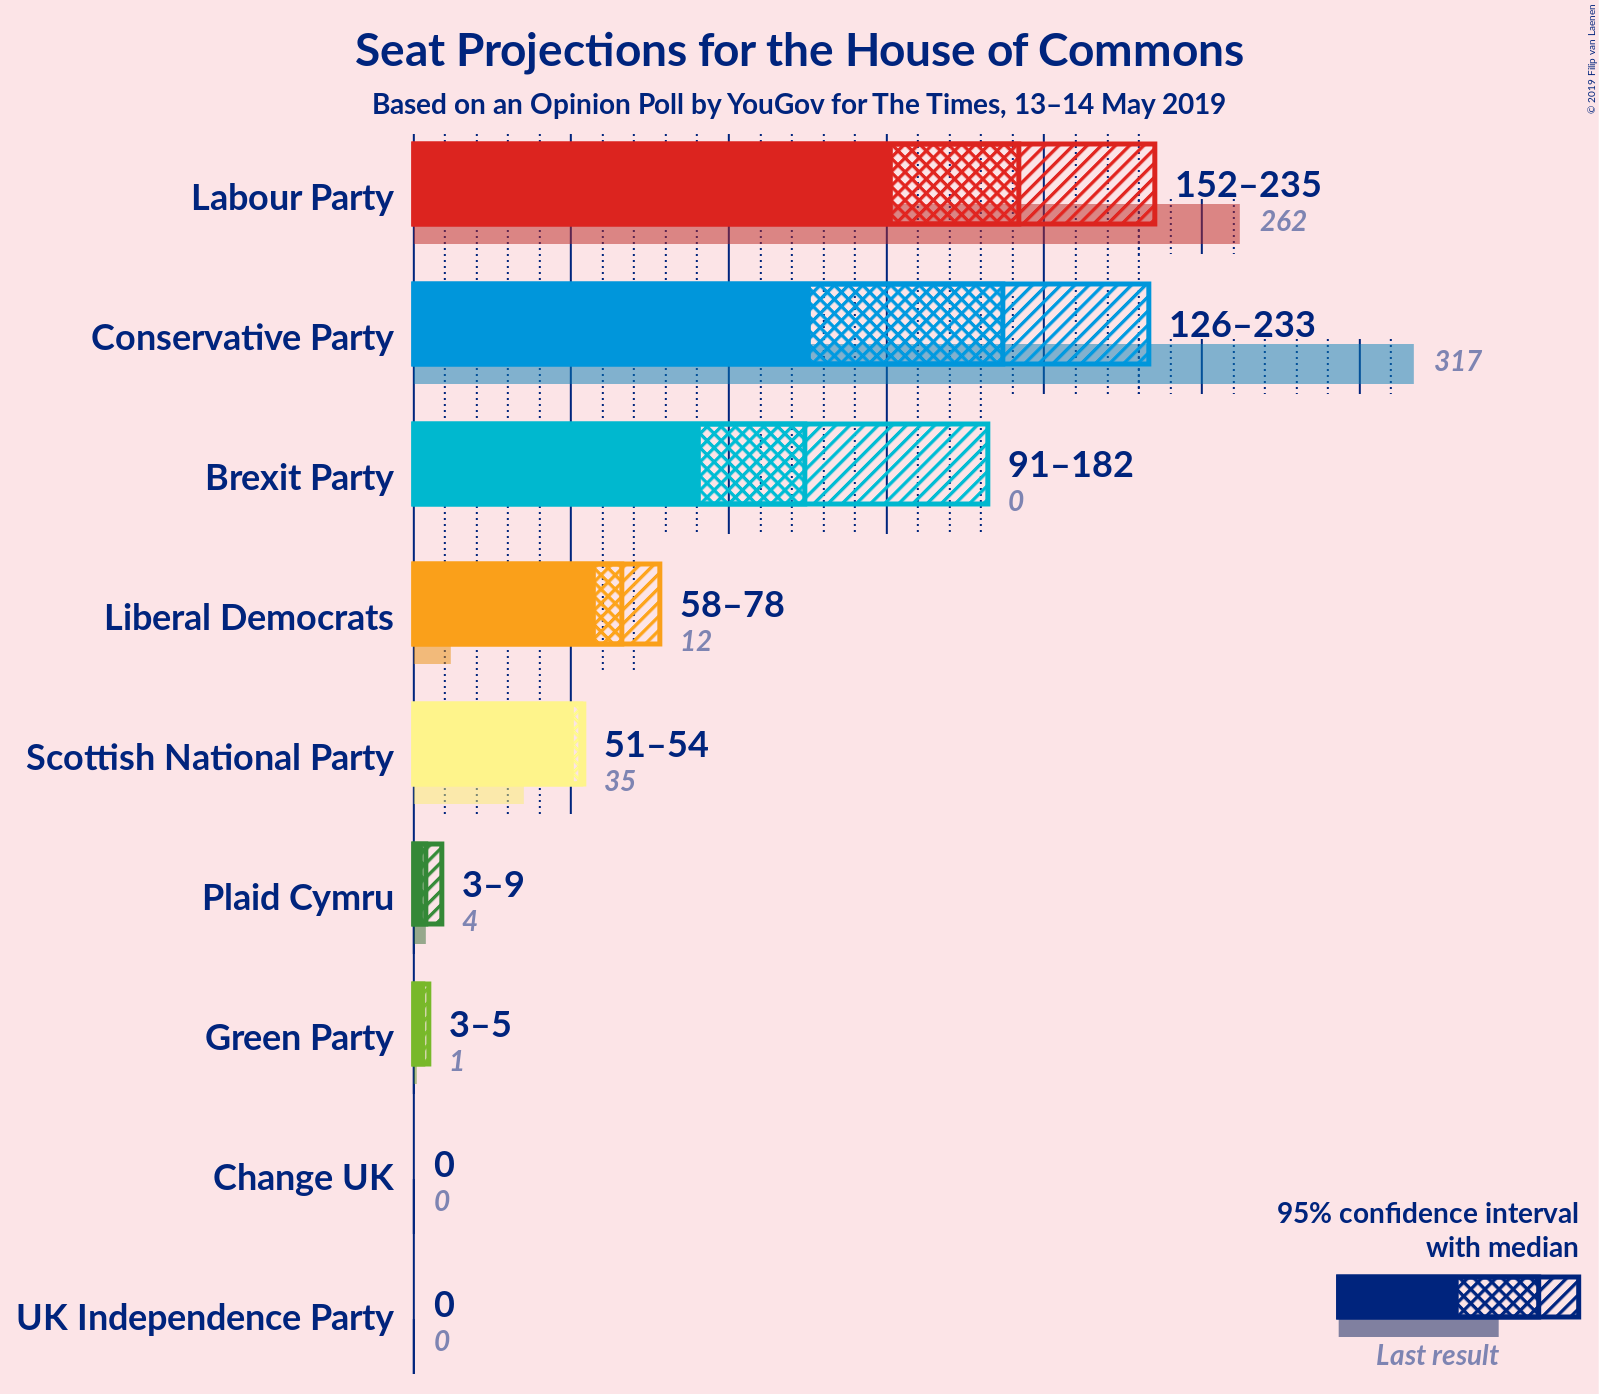 Seat Projections for the House of Commons
Based on an Opinion Poll by YouGov for The Times, 13–14 May 2019
© 2019 Filip van Laenen
Labour Party
152–235
262
Conservative Party
126–233
317
Brexit Party
91–182
0
Liberal Democrats
58–78
12
Scottish National Party
51–54
35
Plaid Cymru
3–9
4
Green Party
3–5
1
Change UK
0
0
UK Independence Party
0
0
95% confidence interval
with median
Last result